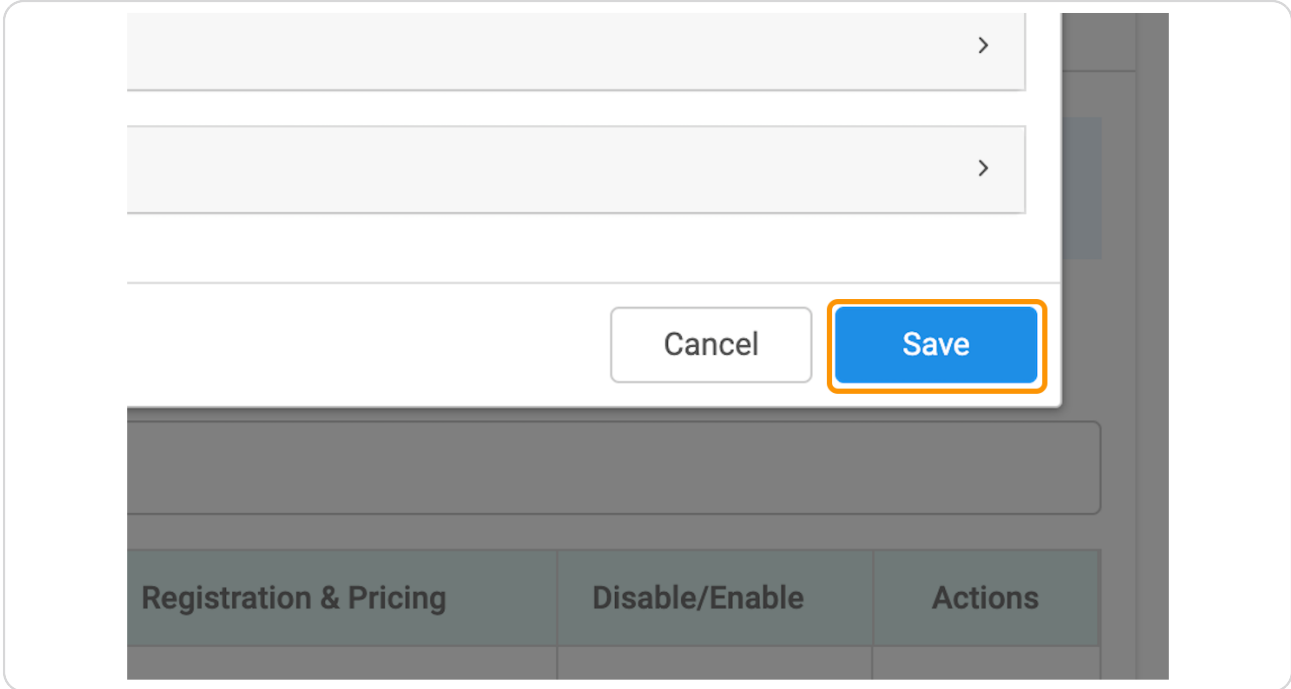 Cancel
Save
Registration & Pricing
Disable/Enable
Actions